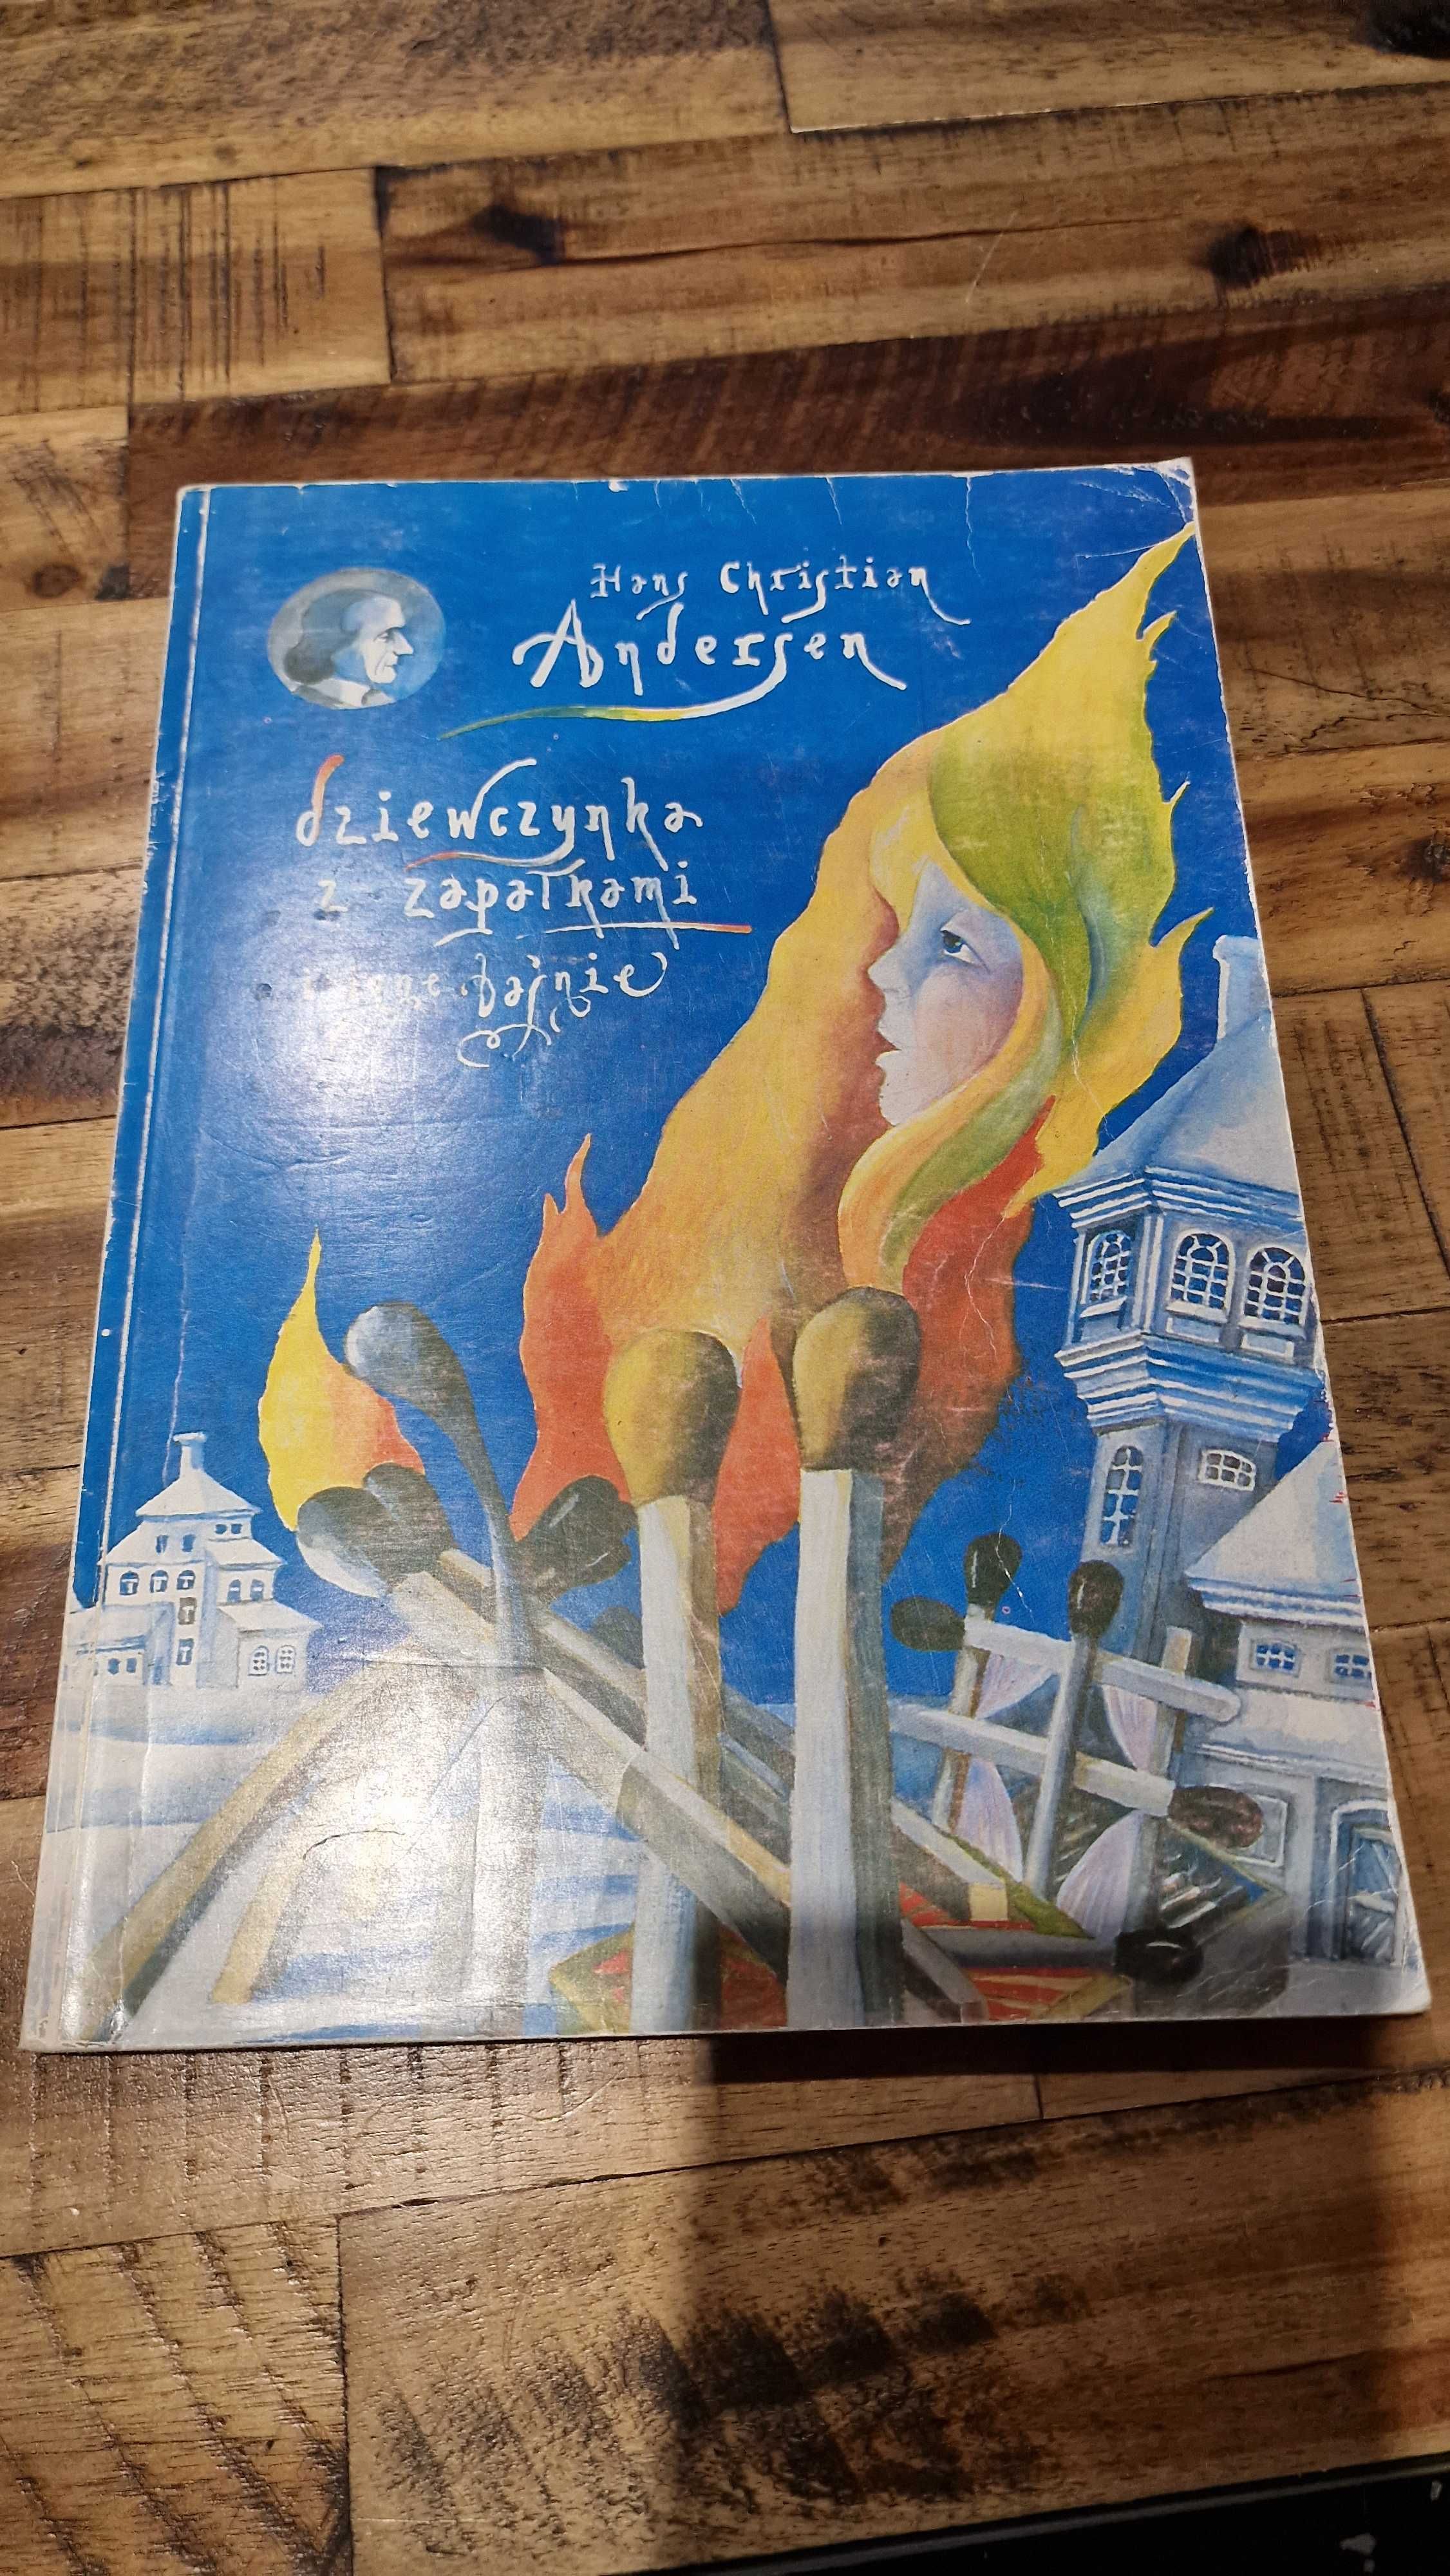 Hans Christian
Andersen
dziewczynka
z zapałkami
i inne baśnie